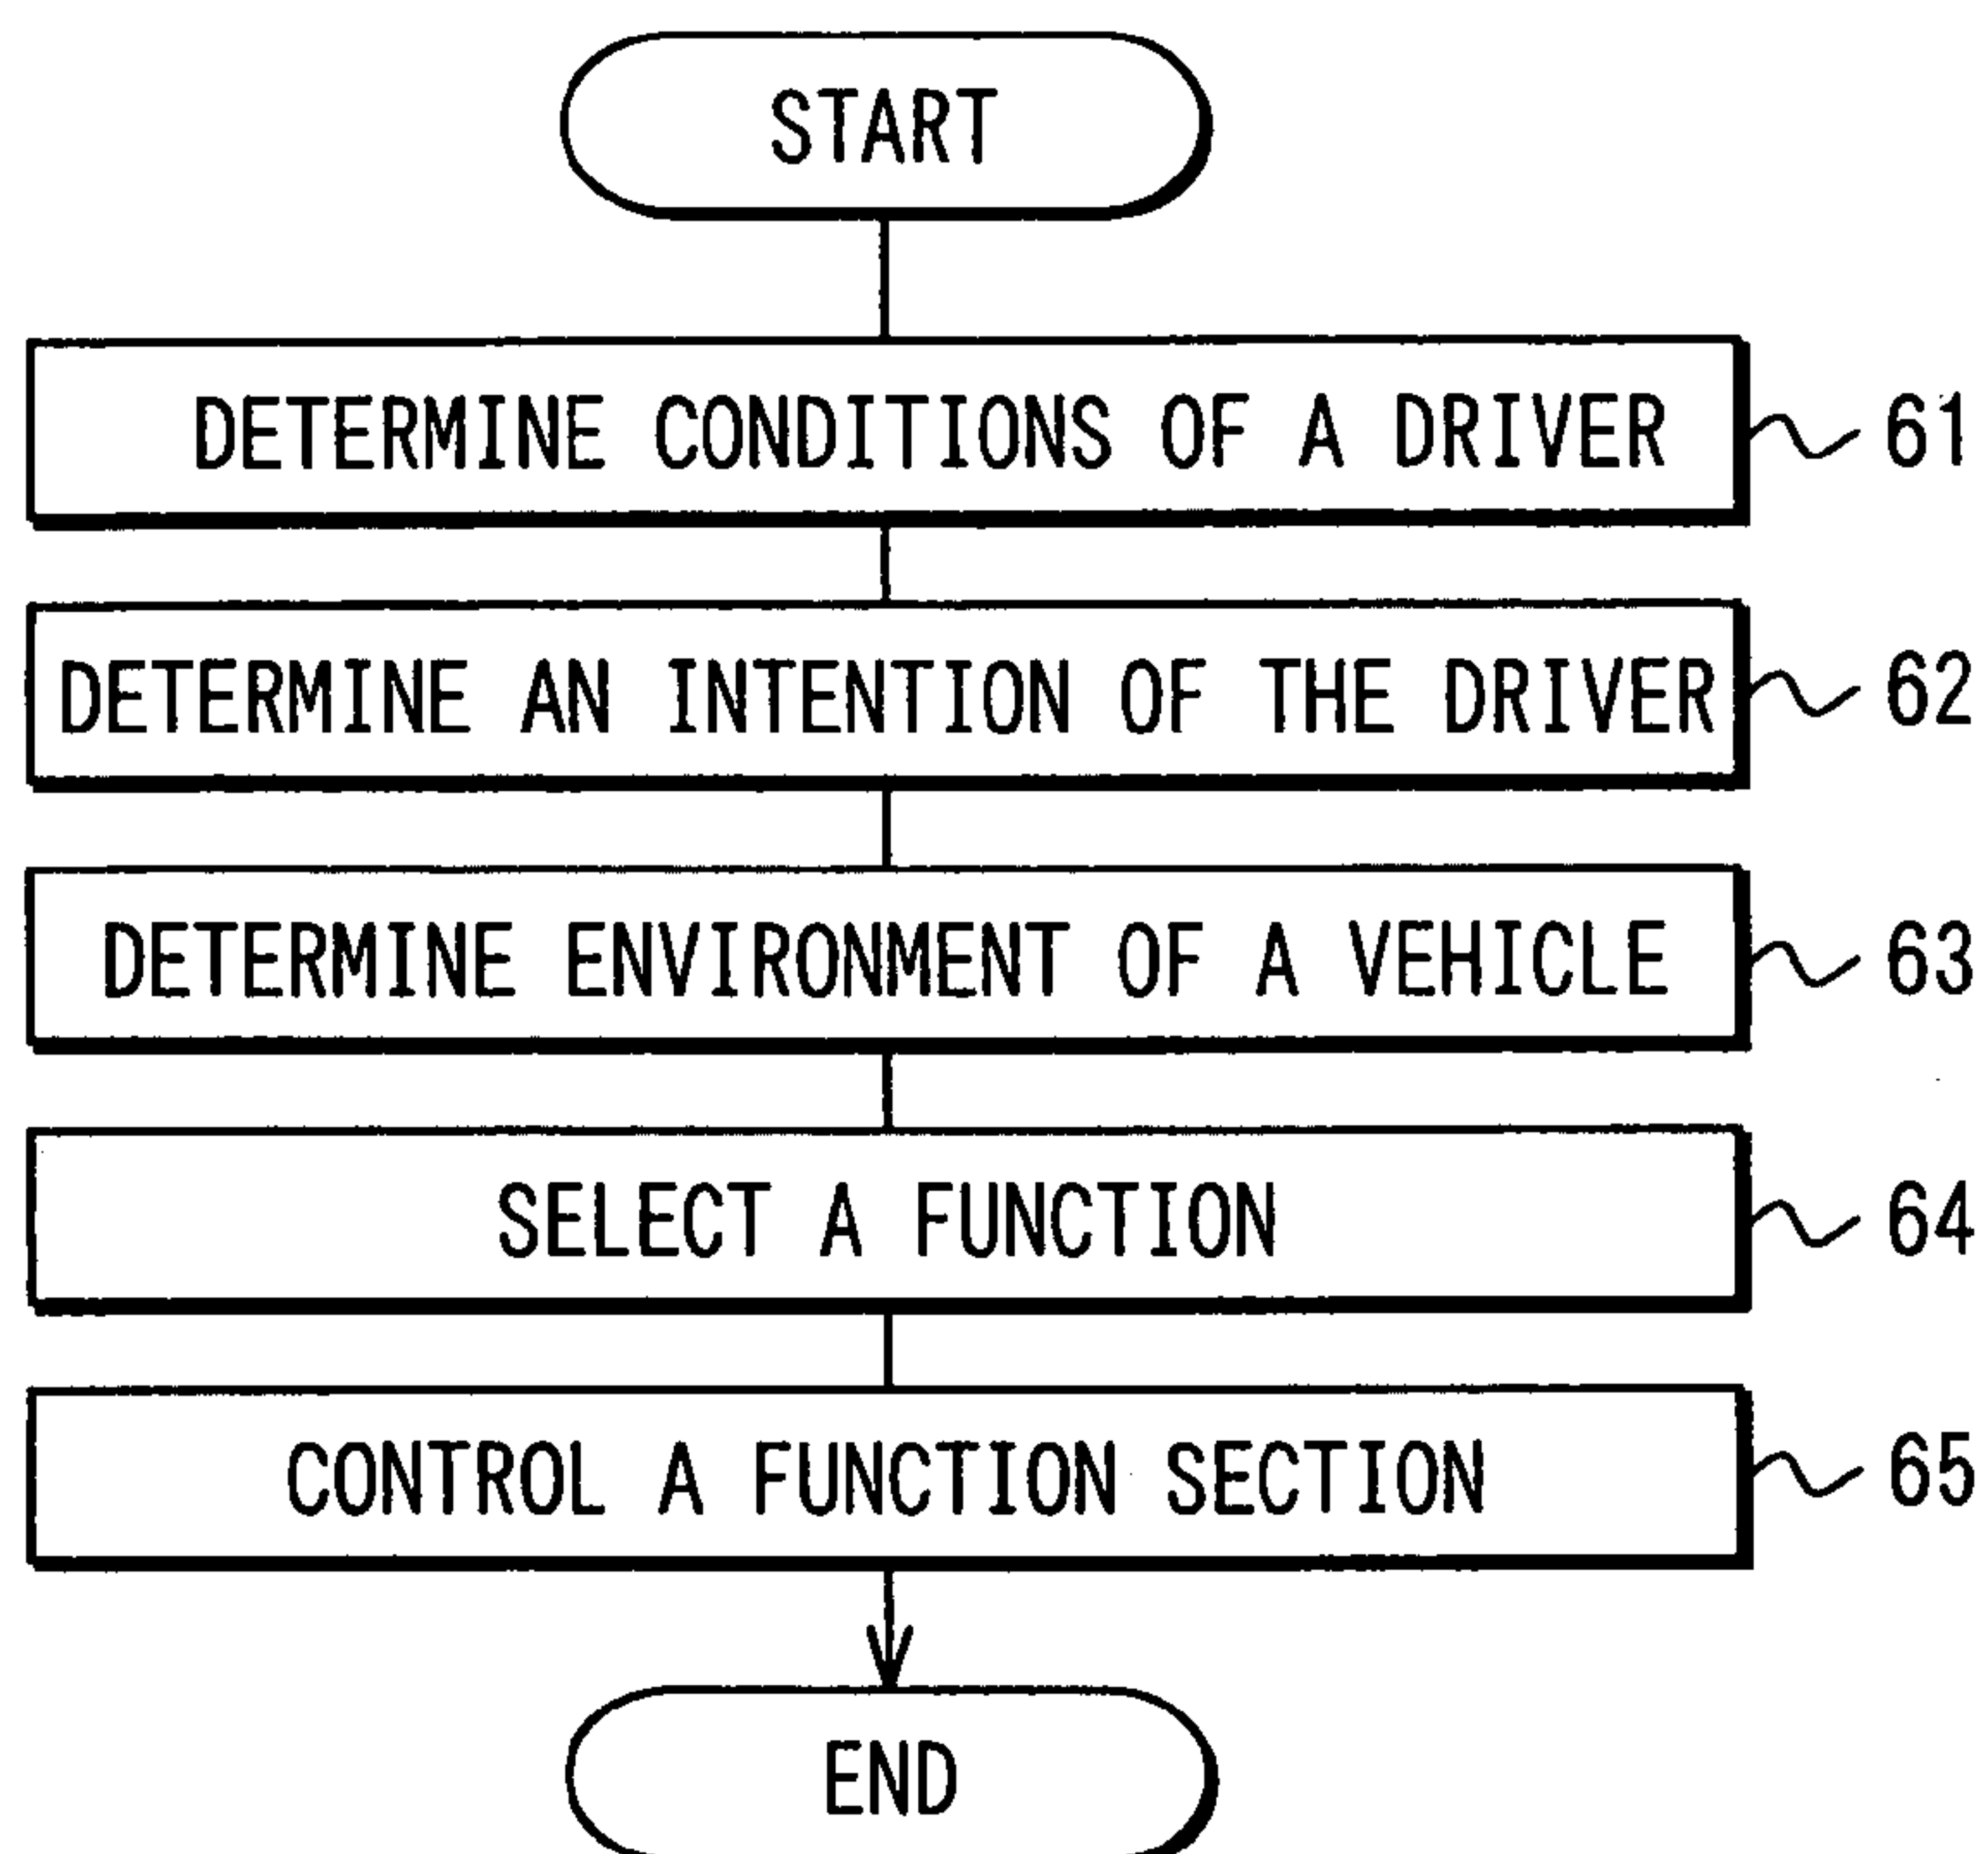 START
DETERMINE CONDITIONS OF A DRIVER 61
DETERMINE AN INTENTION OF THE DRIVER 62
DETERMINE ENVIRONMENT OF A VEHICLE 63
SELECT A FUNCTION 64
CONTROL A FUNCTION SECTION 65
END